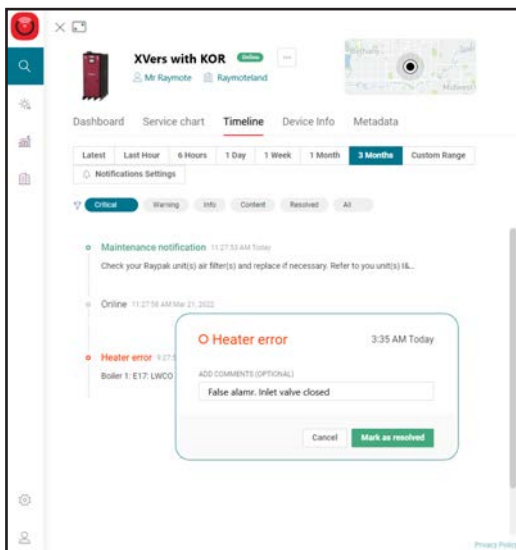 XVers with KOR Online
Mr Raymote Raymoteland
Dashboard Service chart Timeline Device Info Metadata
Latest Last Hour 6 Hours 1 Day 1 Week 1 Month 3 Months Custom Range
Notifications Settings
Critical Warning Info Content Resolved All
Maintenance notification 11:27:53 AM Today
Check your Raypak unit(s) air filter(s) and replace if necessary. Refer to you unit(s) I&...
Online 11:27:58 AM Mar 21, 2022
Heater error
Boiler 1: E17: LWCO
Heater error 3:35 AM Today
ADD COMMENTS (OPTIONAL)
False alamr. Inlet valve closed
Cancel Mark as resolved
Privacy Policy